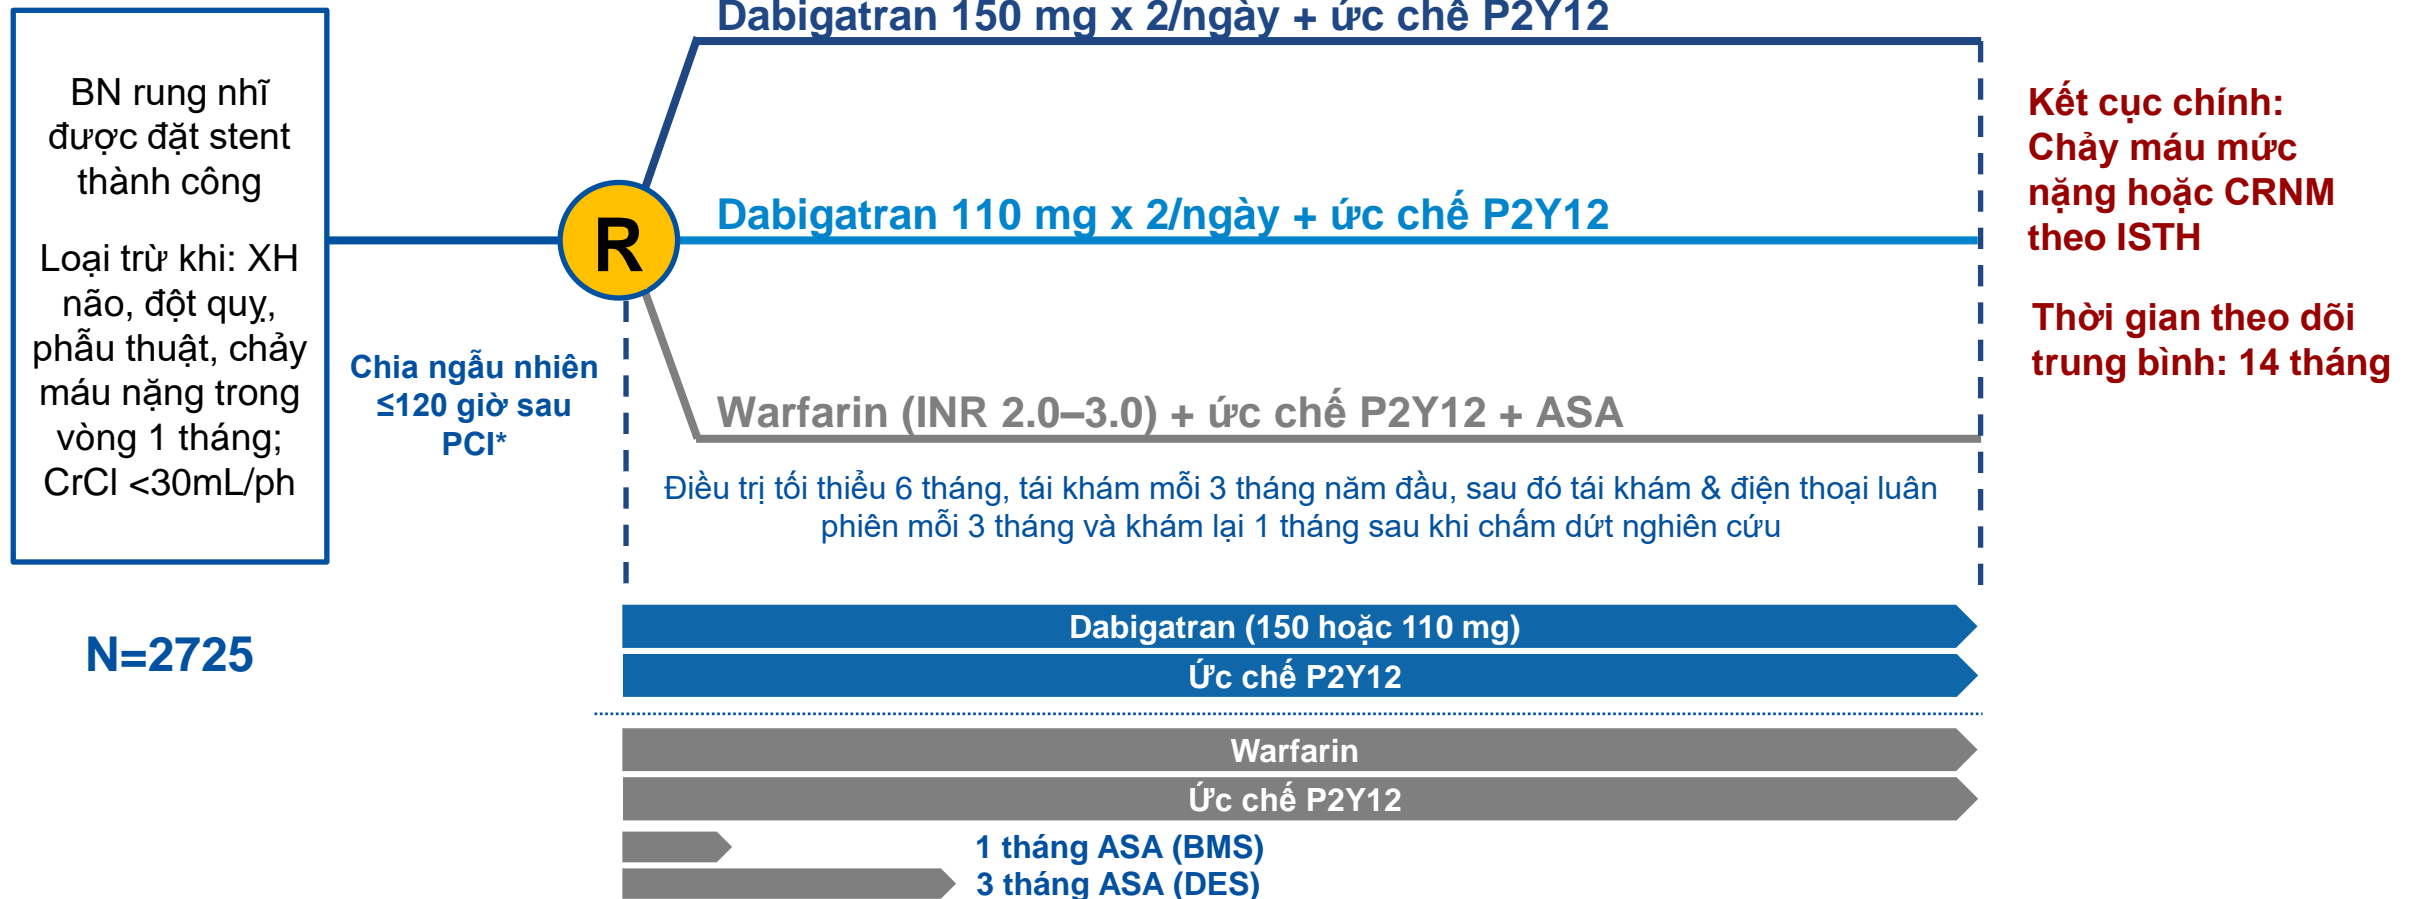 Dabigatran 150 mg x 2/ngày + ức chế P2Y12
BN rung nhĩ
được đặt stent
thành công
Loại trừ khi: XH
não, đột quỵ,
phẫu thuật, chảy
máu nặng trong
vòng 1 tháng;
CrCl <30mL/ph
N=2725
Chia ngẫu nhiên
≤120 giờ sau
PCI*
R
Dabigatran 110 mg x 2/ngày + ức chế P2Y12
Warfarin (INR 2.0–3.0) + ức chế P2Y12 + ASA
Điều trị tối thiểu 6 tháng, tái khám mỗi 3 tháng năm đầu, sau đó tái khám & điện thoại luân
phiên mỗi 3 tháng và khám lại 1 tháng sau khi chấm dứt nghiên cứu
Kết cục chính:
Chảy máu mức
nặng hoặc CRNM
theo ISTH
Thời gian theo dõi
trung bình: 14 tháng
Dabigatran (150 hoặc 110 mg)
Ức chế P2Y12
Warfarin
Ức chế P2Y12
1 tháng ASA (BMS)
3 tháng ASA (DES)